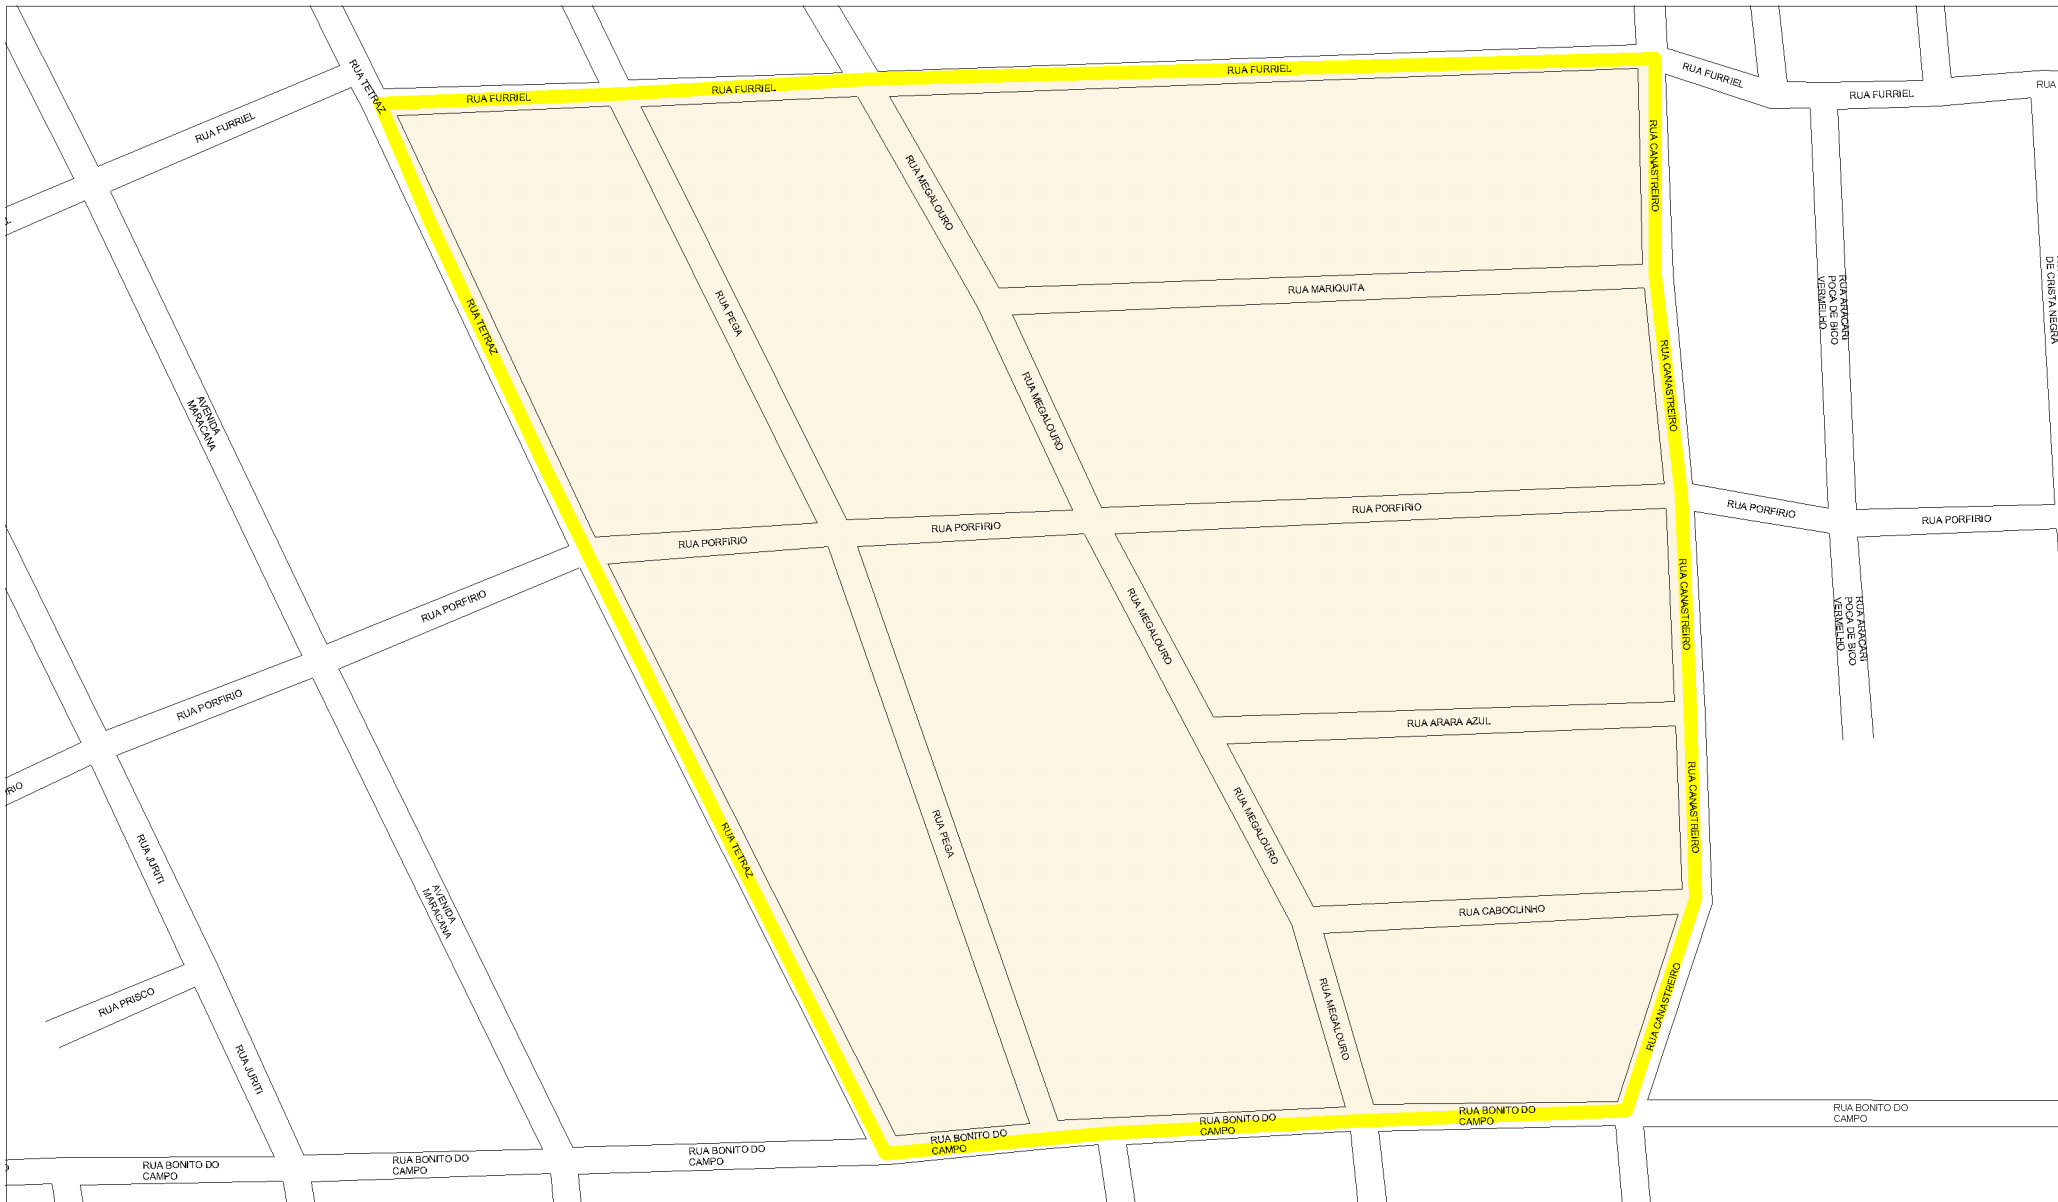 RUA TETRAZ
RUA FURRIEL
RUA FURRIEL
RUA FURRIEL
RUA FURRIEL
RUA FURRIEL
RUA FURRIEL
RUA
RUA CANASTREIRO
RUA MEGALOURO
RUA PEGA
RUA TETRAZ
RUA MARIQUITA
RUA ARACARI
POCA DE BICO
VERMELHO
DE CRISTA NEGRA
RUA CANASTREIRO
RUA MEGALOURO
AVENIDA
MARACANA
RUA PORFIRIO
RUA PORFIRIO
RUA PORFIRIO
RUA PORFIRIO
RUA PORFIRIO
RUA PORFIRIO
RUA PORFIRIO
RIO
RUA MEGALOURO
RUA CANASTREIRO
RUA ARACARI
POCA DE BICO
VERMELHO
RUA ARARA AZUL
RUA JURITI
RUA TETRAZ
RUA PEGA
RUA MEGALOURO
RUA CANASTREIRO
AVENIDA
MARACANA
RUA CABOCLINHO
RUA PRISCO
RUA MEGALOURO
RUA CANASTREIRO
RUA JURITI
RUA BONITO DO
CAMPO
RUA BONITO DO
CAMPO
RUA BONITO DO
CAMPO
RUA BONITO DO
CAMPO
RUA BONITO DO
CAMPO
RUA BONITO DO
CAMPO
RUA BONITO DO
CAMPO